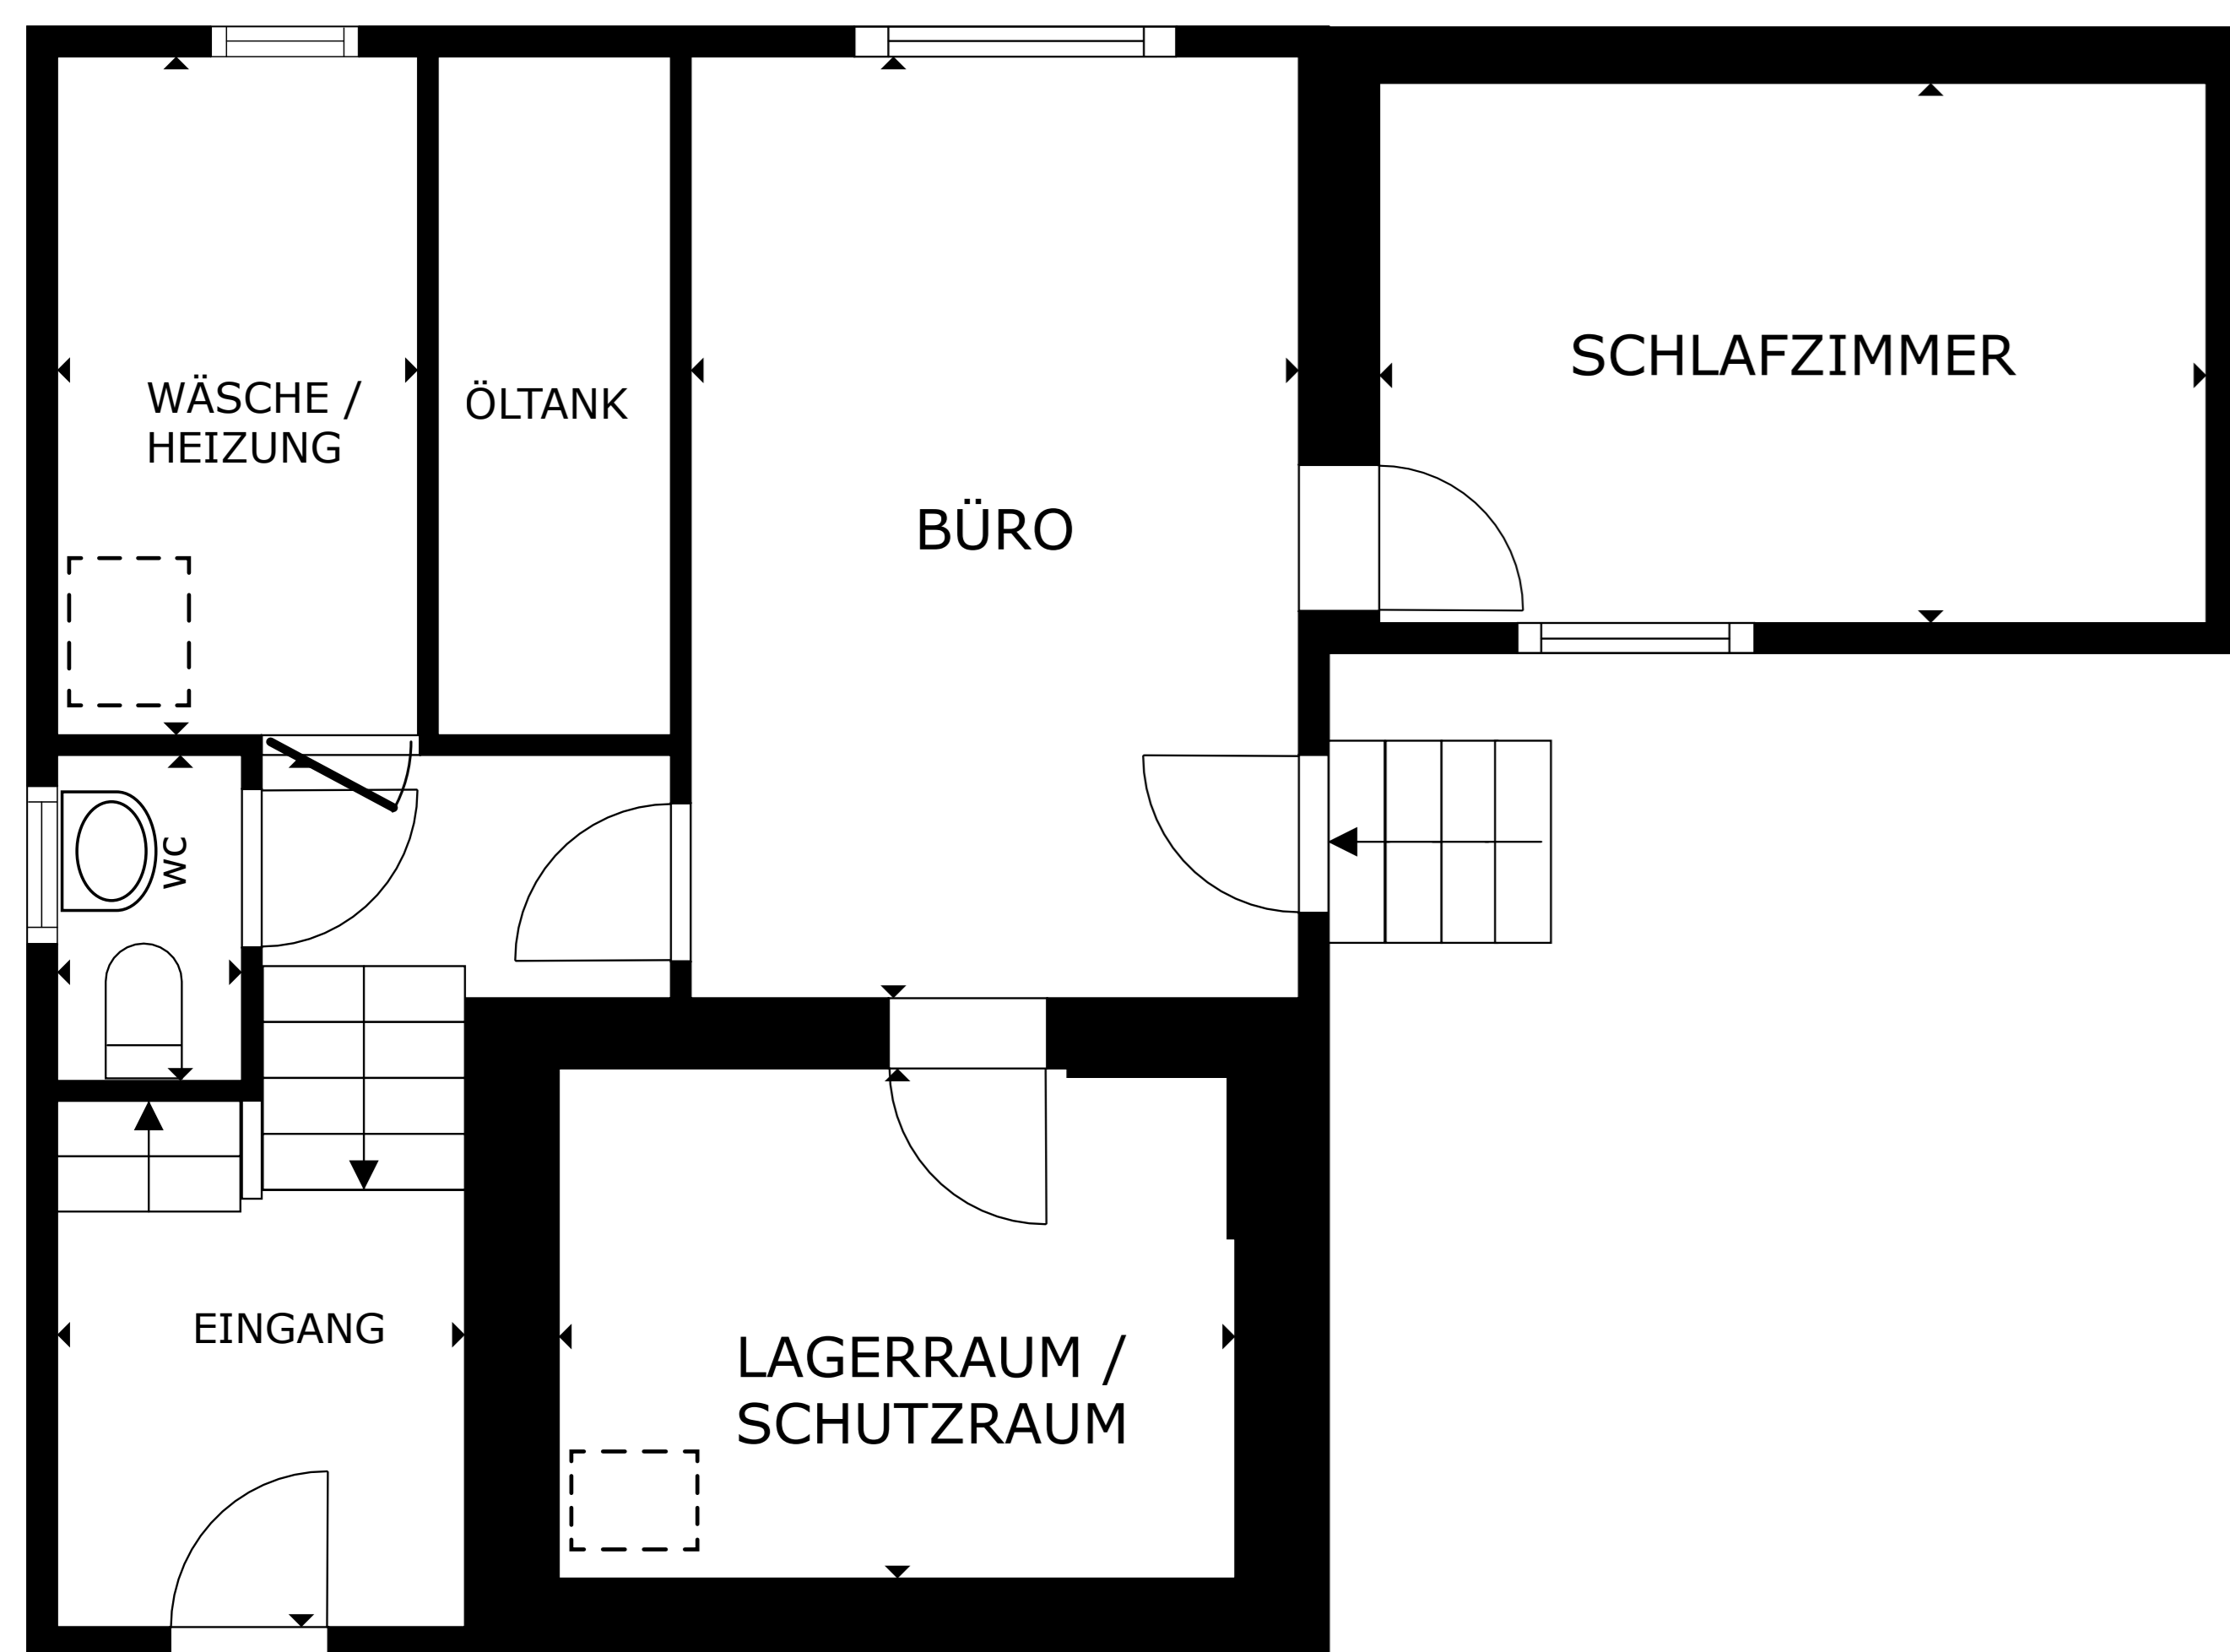 WÄSCHE /
HEIZUNG
ÖLTANK
BÜRO
SCHLAFZIMMER
WC
EINGANG
LAGERRAUM /
SCHUTZRAUM